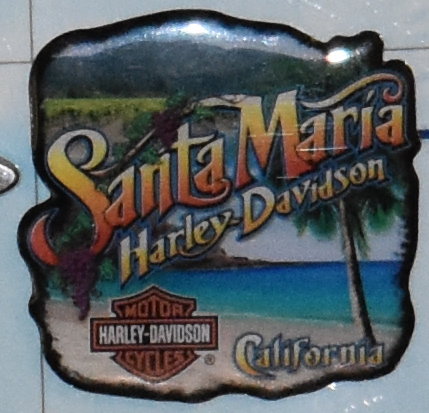 Santa Maria
Harley-Davidson
MOTOR
HARLEY-DAVIDSON
CYCLES
®
California